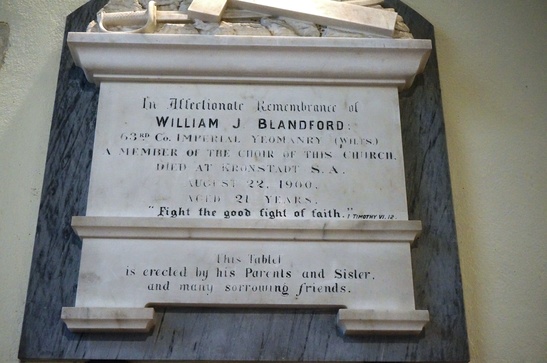 In Affectionate Remembrance of
WILLIAM J BLANDFORD.
63RD Co. IMPERIAL YEOMANRY (WILTS)
A MEMBER OF THE CHOIR OF THIS CHURCH.
DIED AT KRONSTADT S.A.
AUGUST 22, 1900.
AGED 21 YEARS.
"Fight the good fight of faith." I TIMOTHY VI. 12.
This Tablet
is erected by his Parents and Sister,
and many sorrowing friends.